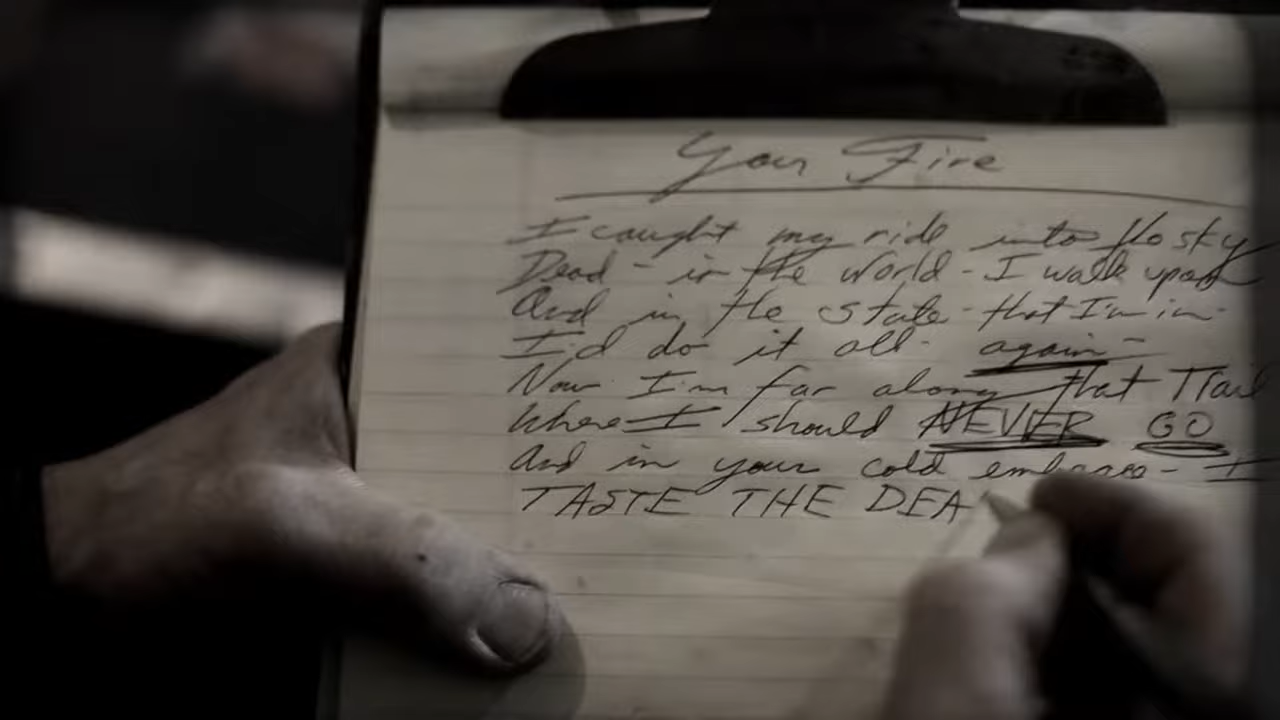 Your Fire
I caught my ride into the sky
Dead - in the world - I walk upon
And in the state - that I'm in -
I'd do it all - again -
Now I'm far along that Trail
Where I should NEVER GO
And in your cold embrace - I
TASTE THE DEA